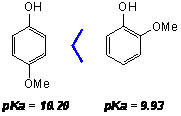 OH OH
OMe
<
OMe
pKa = 10.20 pKa = 9.93